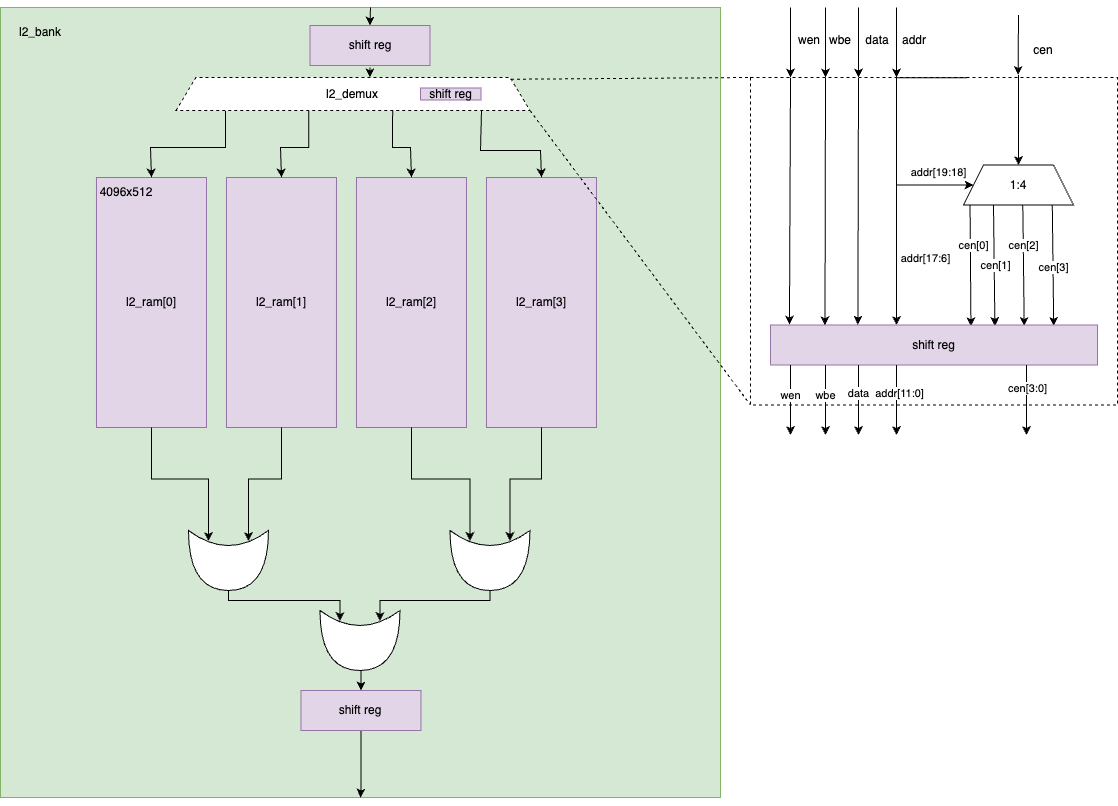 l2_bank
shift reg
l2_demux
shift reg
4096x512
l2_ram[0]
l2_ram[1]
l2_ram[2]
l2_ram[3]
shift reg
wen
wbe
data
addr
cen
addr[19:18]
1:4
addr[17:6]
cen[0]
cen[1]
cen[2]
cen[3]
shift reg
wen
wbe
data
addr[11:0]
cen[3:0]